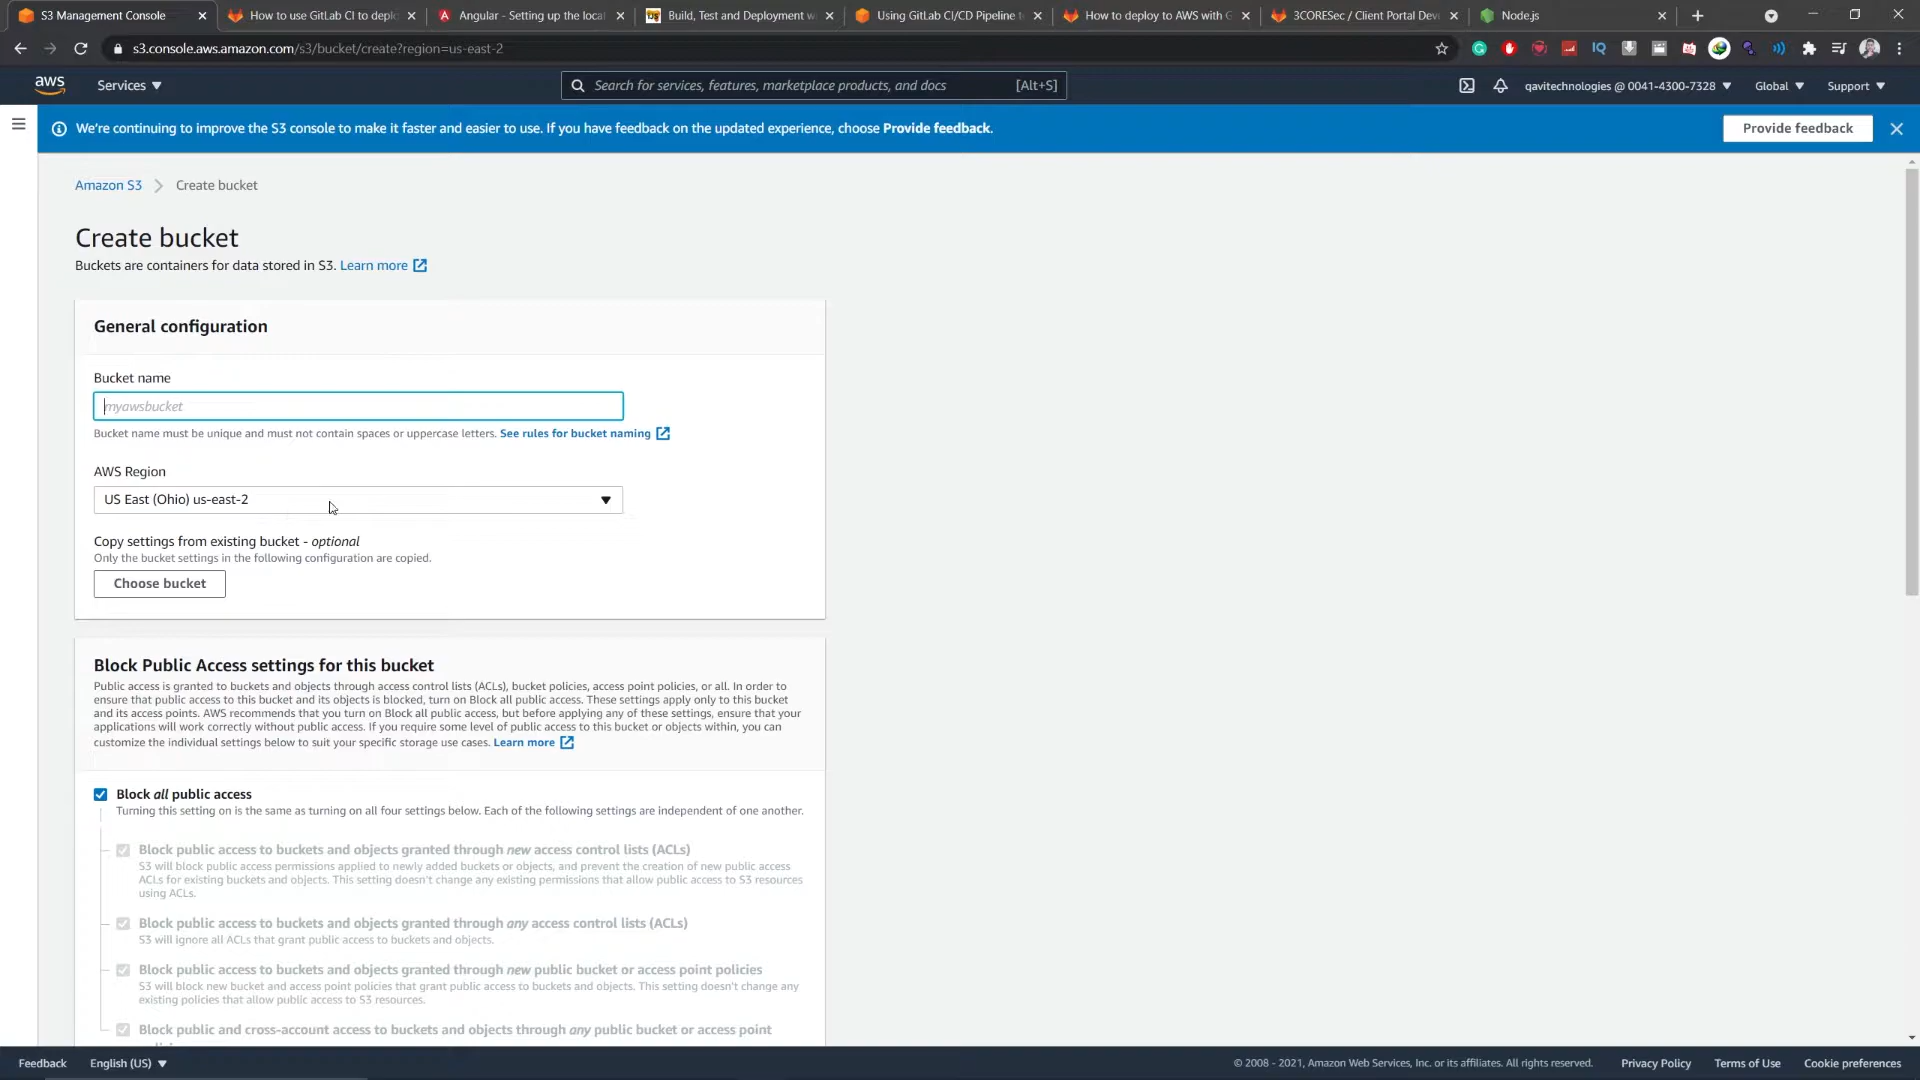 S3 Management Console
How to use GitLab CI to depl
Angular - Setting up the local
Build, Test and Deployment w
Using GitLab CI/CD Pipeline t
How to deploy to AWS with G
3CORESec / Client Portal Dev
Node.js
s3.console.aws.amazon.com/s3/bucket/create?region=us-east-2
aws
Services
Search for services, features, marketplace products, and docs
[Alt+S]
qavitechnologies @ 0041-4300-7328
Global
Support
We're continuing to improve the S3 console to make it faster and easier to use. If you have feedback on the updated experience, choose Provide feedback.
Provide feedback
Amazon S3
Create bucket
Create bucket
Buckets are containers for data stored in S3. Learn more
General configuration
Bucket name
myawsbucket
Bucket name must be unique and must not contain spaces or uppercase letters. See rules for bucket naming
AWS Region
US East (Ohio) us-east-2
Copy settings from existing bucket - optional
Only the bucket settings in the following configuration are copied.
Choose bucket
Block Public Access settings for this bucket
Public access is granted to buckets and objects through access control lists (ACLs), bucket policies, access point policies, or all. In order to
ensure that public access to this bucket and its objects is blocked, turn on Block all public access. These settings apply only to this bucket
and its access points. AWS recommends that you turn on Block all public access, but before applying any of these settings, ensure that your
applications will work correctly without public access. If you require some level of public access to this bucket or objects within, you can
customize the individual settings below to suit your specific storage use cases. Learn more
Block all public access
Turning this setting on is the same as turning on all four settings below. Each of the following settings are independent of one another.
Block public access to buckets and objects granted through new access control lists (ACLs)
S3 will block public access permissions applied to newly added buckets or objects, and prevent the creation of new public access
ACLs for existing buckets and objects. This setting doesn't change any existing permissions that allow public access to S3 resources
using ACLs.
Block public access to buckets and objects granted through any access control lists (ACLs)
S3 will ignore all ACLs that grant public access to buckets and objects.
Block public access to buckets and objects granted through new public bucket or access point policies
S3 will block new bucket and access point policies that grant public access to buckets and objects. This setting doesn't change any
existing policies that allow public access to S3 resources.
Block public and cross-account access to buckets and objects through any public bucket or access point
Feedback
English (US)
© 2008 - 2021, Amazon Web Services, Inc. or its affiliates. All rights reserved.
Privacy Policy
Terms of Use
Cookie preferences